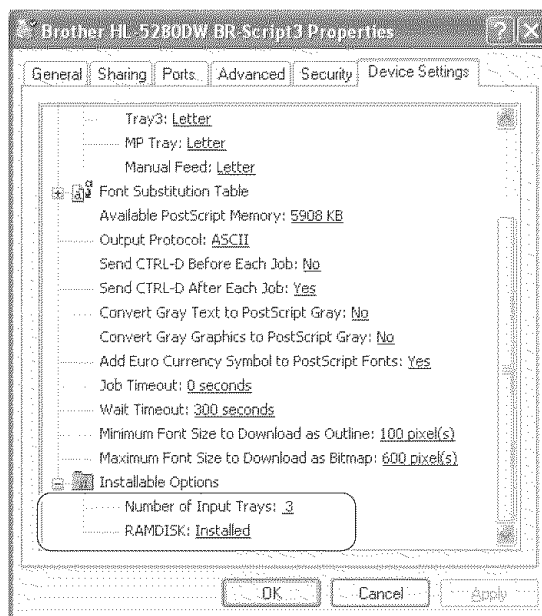 Brother HL-5280DW BR-Script3 Properties
General Sharing Ports Advanced Security Device Settings
Tray3: Letter
MP Tray: Letter
Manual Feed: Letter
Font Substitution Table
Available PostScript Memory: 5908 KB
Output Protocol: ASCII
Send CTRL-D Before Each Job: No
Send CTRL-D After Each Job: Yes
Convert Gray Text to PostScript Gray: No
Convert Gray Graphics to PostScript Gray: No
Add Euro Currency Symbol to PostScript Fonts: Yes
Job Timeout: 0 seconds
Wait Timeout: 300 seconds
Minimum Font Size to Download as Outline: 100 pixel(s)
Maximum Font Size to Download as Bitmap: 600 pixel(s)
Installable Options
Number of Input Trays: 3
RAMDISK: Installed
OK Cancel Apply